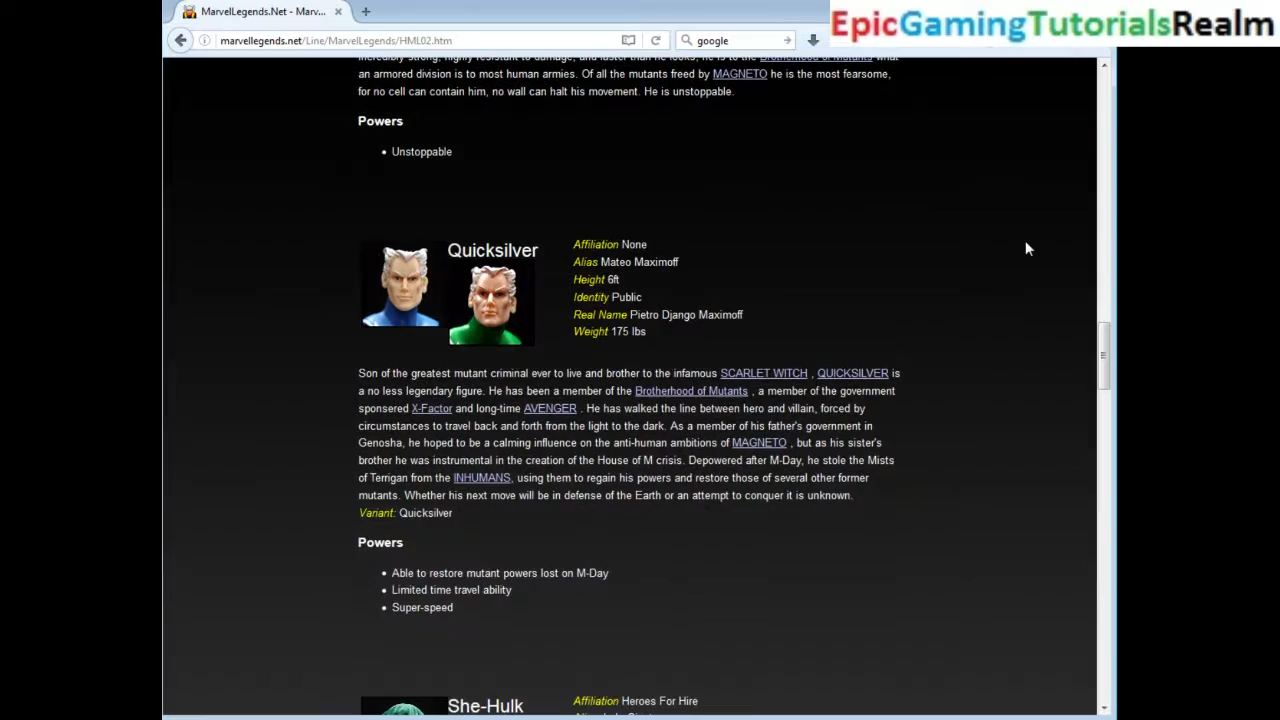 MarvelLegends.Net - Marv...
EpicGamingTutorialsRealm
marvellegends.net/Line/MarvelLegends/HML02.htm
google
incredibly strong, highly resistant to damage, and faster than he looks, he is to the Brotherhood of Mutants what
an armored division is to most human armies. Of all the mutants freed by MAGNETO he is the most fearsome,
for no cell can contain him, no wall can halt his movement. He is unstoppable.
Powers
• Unstoppable
Quicksilver
Affiliation None
Alias Mateo Maximoff
Height 6ft
Identity Public
Real Name Pietro Django Maximoff
Weight 175 lbs
Son of the greatest mutant criminal ever to live and brother to the infamous SCARLET WITCH , QUICKSILVER is
a no less legendary figure. He has been a member of the Brotherhood of Mutants , a member of the government
sponsered X-Factor and long-time AVENGER . He has walked the line between hero and villain, forced by
circumstances to travel back and forth from the light to the dark. As a member of his father's government in
Genosha, he hoped to be a calming influence on the anti-human ambitions of MAGNETO , but as his sister's
brother he was instrumental in the creation of the House of M crisis. Depowered after M-Day, he stole the Mists
of Terrigan from the INHUMANS, using them to regain his powers and restore those of several other former
mutants. Whether his next move will be in defense of the Earth or an attempt to conquer it is unknown.
Variant: Quicksilver
Powers
• Able to restore mutant powers lost on M-Day
• Limited time travel ability
• Super-speed
She-Hulk
Affiliation Heroes For Hire